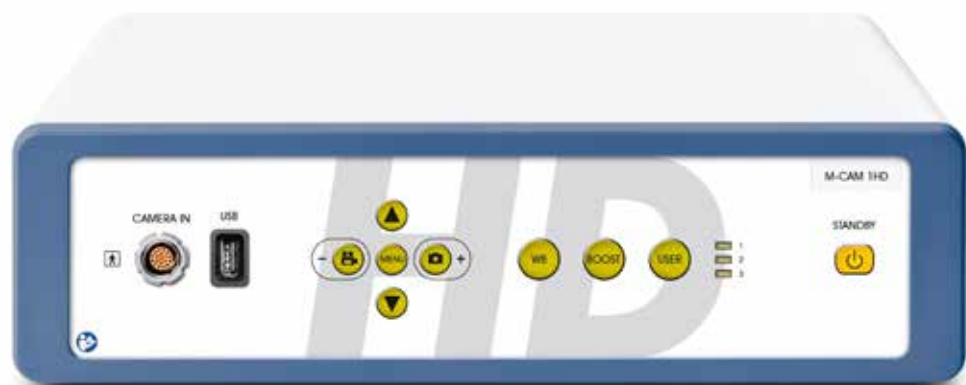 HD
M-CAM 1HD
CAMERA IN
USB
STANDBY
- MENU +
WB
BOOST
USER
1
2
3